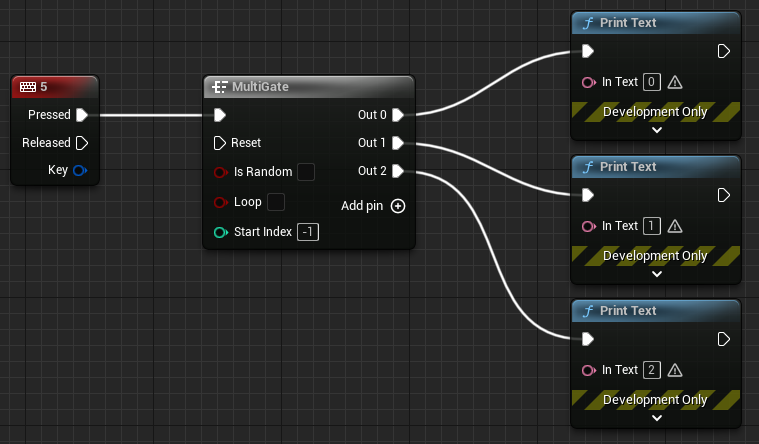 5
Pressed
Released
Key
MultiGate
Out 0
Reset
Out 1
Is Random
Out 2
Loop
Add pin
Start Index -1
Print Text
In Text 0
Development Only
Print Text
In Text 1
Development Only
Print Text
In Text 2
Development Only